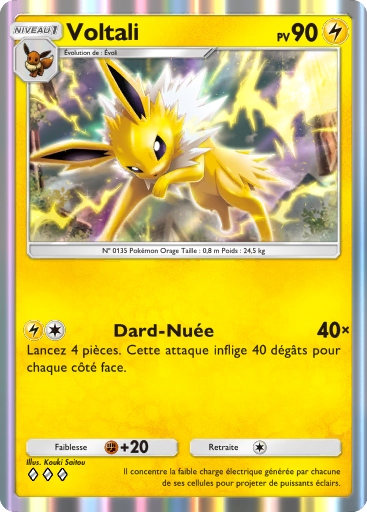 NIVEAU 1
Voltali
PV 90
Évolution de : Évoli
N° 0135 Pokémon Orage Taille : 0,8 m Poids : 24,5 kg
Dard-Nuée 40×
Lancez 4 pièces. Cette attaque inflige 40 dégâts pour
chaque côté face.
Faiblesse +20 Retraite
Illus. Kouki Saitou
Il concentre la faible charge électrique générée par chacune
de ses cellules pour projeter de puissants éclairs.